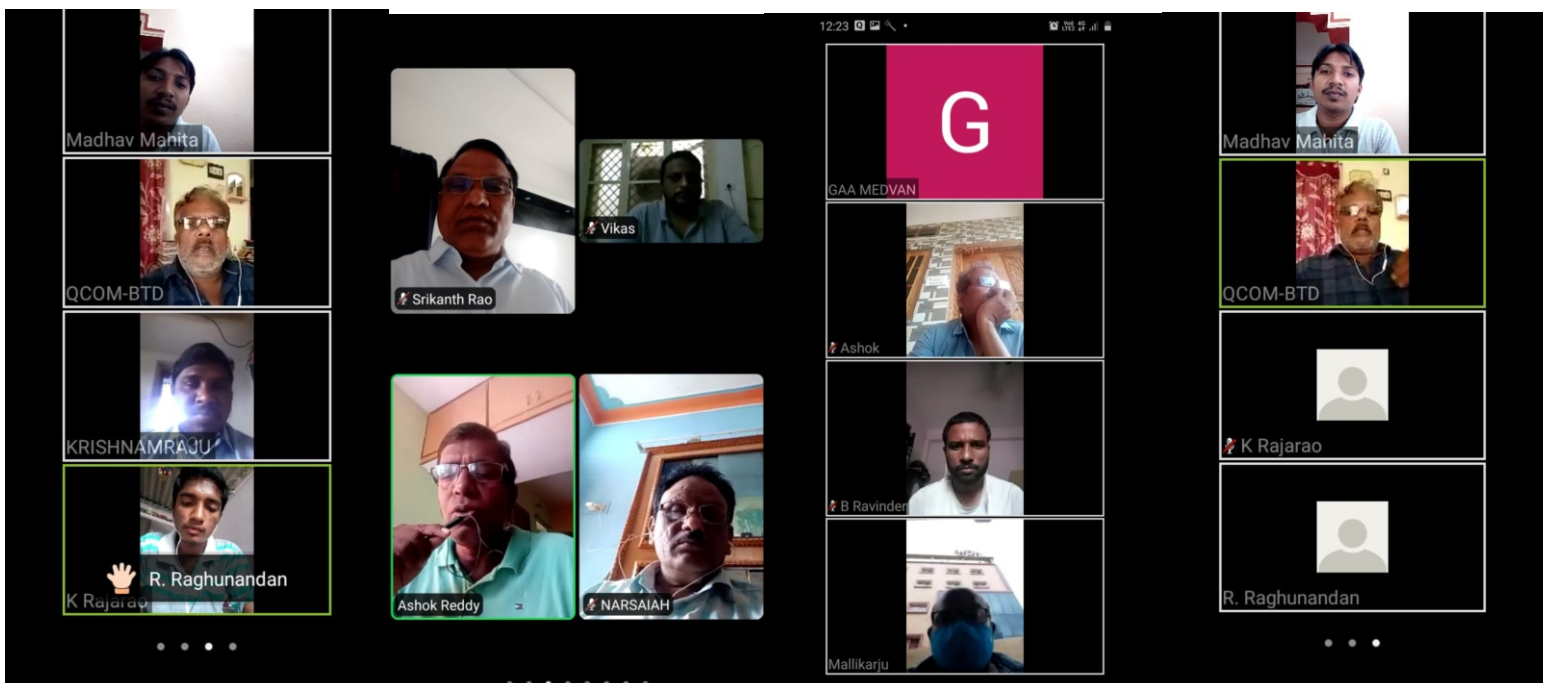 Madhav Mahita
QCOM-BTD
KRISHNAMRAJU
R. Raghunandan
K Rajarao
Srikanth Rao
Vikas
Ashok Reddy
NARSAIAH
12:23
G
GAA MEDVAN
Ashok
B Ravinder
Mallikarju
Madhav Mahita
QCOM-BTD
K Rajarao
R. Raghunandan